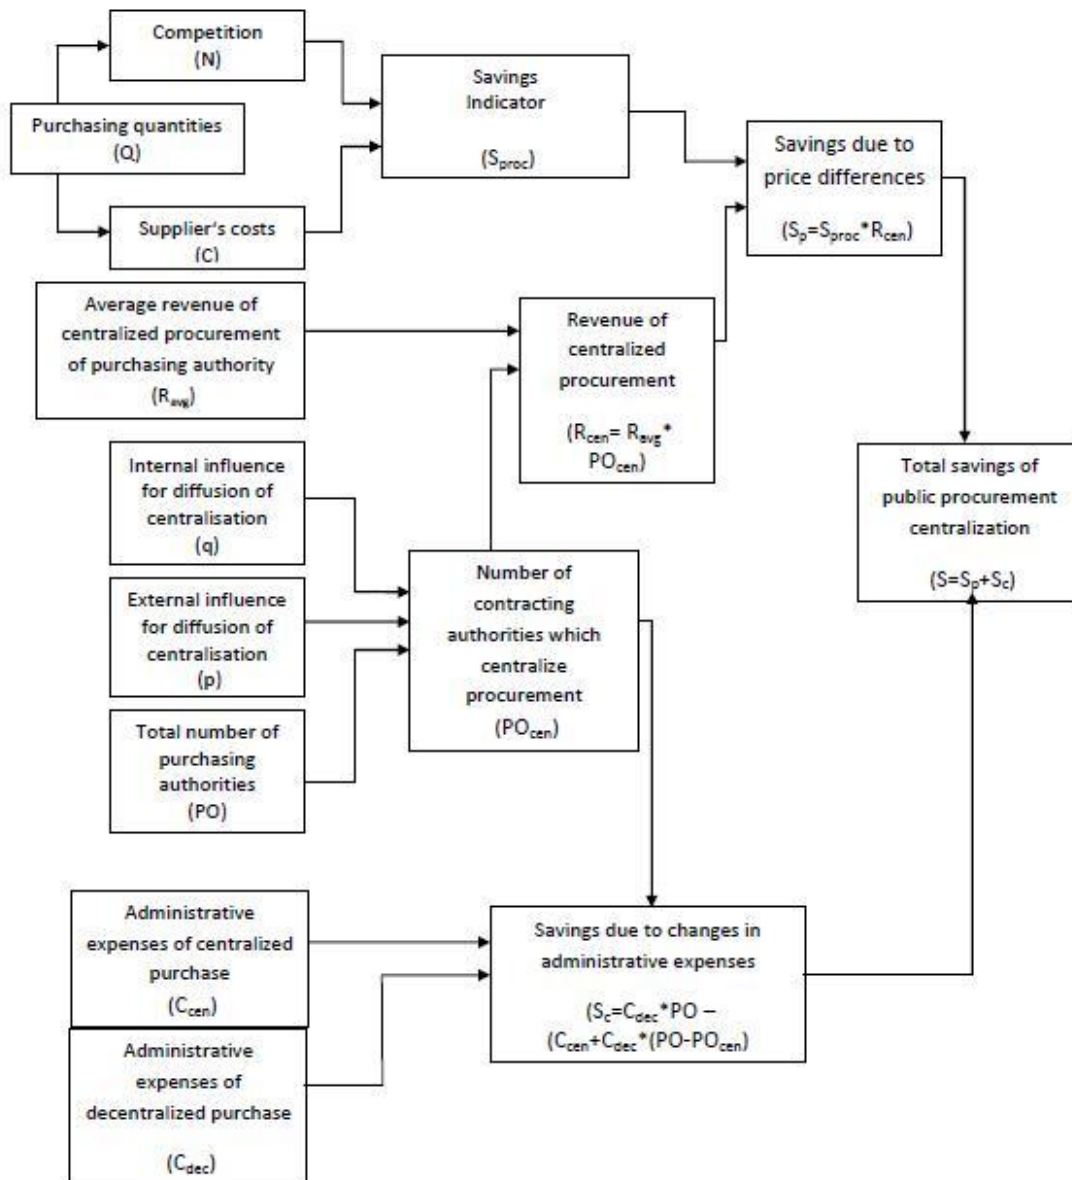 Competition
(N)
Purchasing quantities
(Q)
Supplier's costs
(C)
Savings
Indicator
(Sproc)
Savings due to
price differences
(Sp=Sproc*Rcen)
Average revenue of
centralized procurement
of purchasing authority
(Ravg)
Revenue of
centralized
procurement
(Rcen= Ravg*
POcen)
Internal influence
for diffusion of
centralisation
(q)
External influence
for diffusion of
centralisation
(p)
Total number of
purchasing
authorities
(PO)
Number of
contracting
authorities which
centralize
procurement
(POcen)
Total savings of
public procurement
centralization
(S=Sp+Sc)
Administrative
expenses of centralized
purchase
(Ccen)
Administrative
expenses of
decentralized purchase
(Cdec)
Savings due to changes in
administrative expenses
(Sc=Cdec*PO –
(Ccen+Cdec*(PO-POcen)